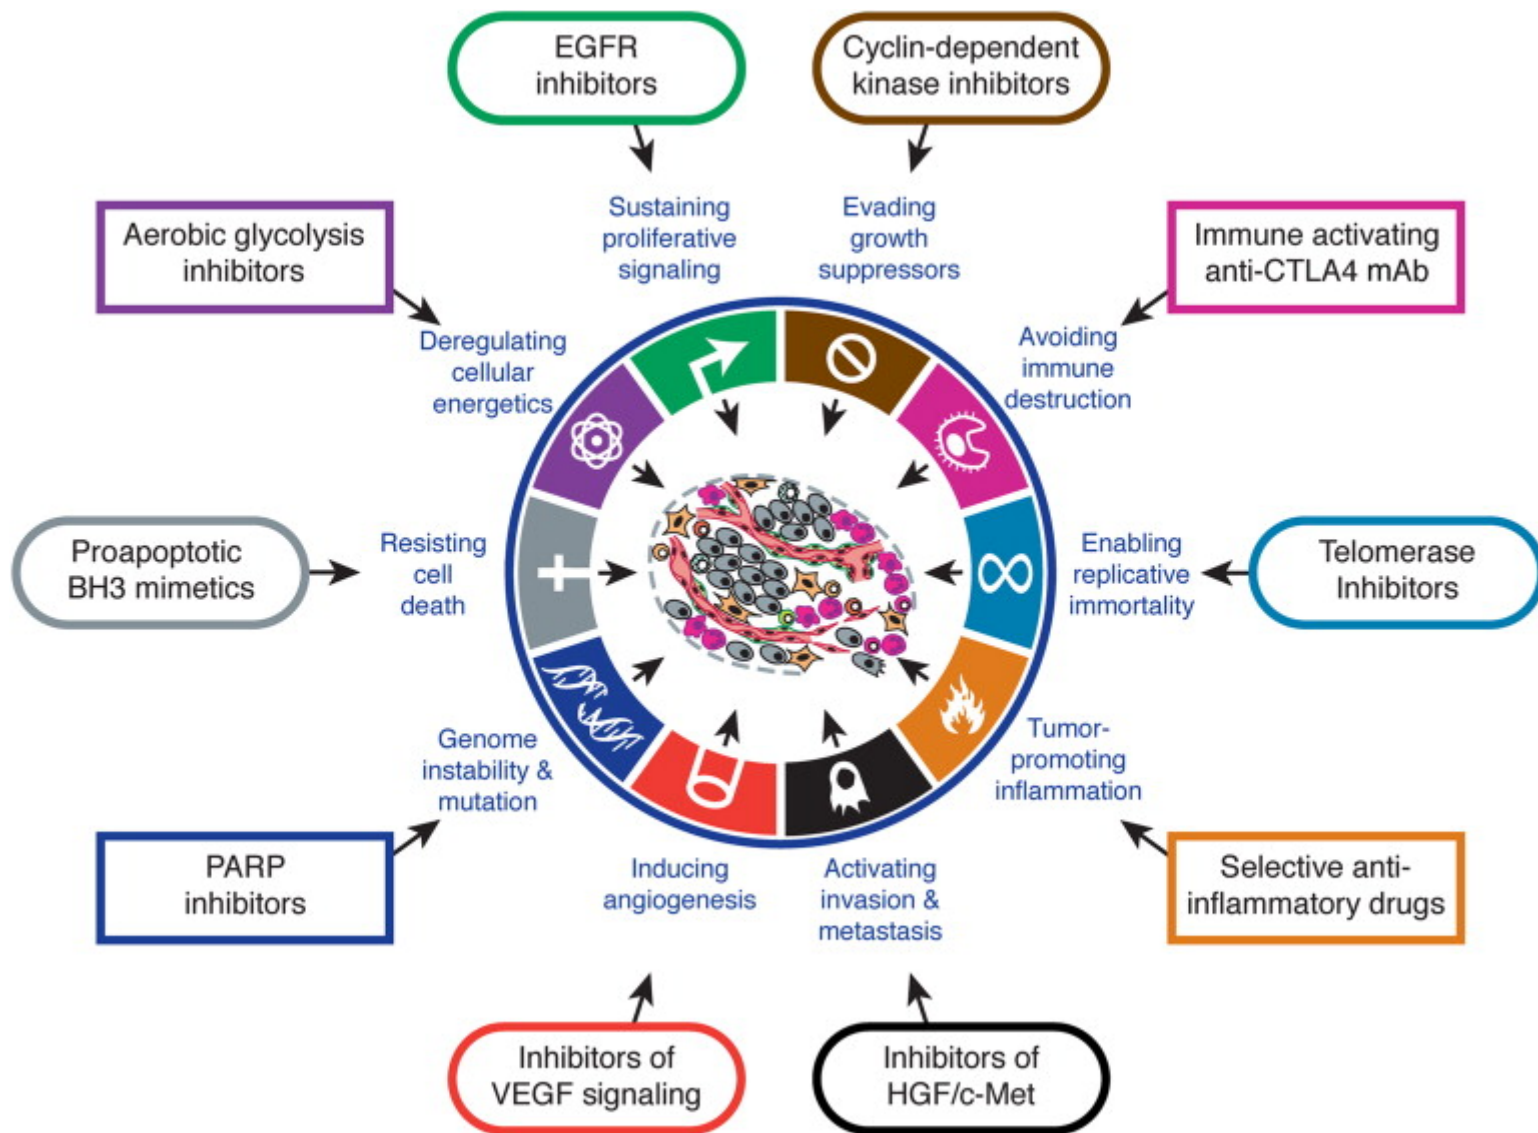 EGFR
inhibitors
Cyclin-dependent
kinase inhibitors
Sustaining
proliferative
signaling
Evading
growth
suppressors
Aerobic glycolysis
inhibitors
Immune activating
anti-CTLA4 mAb
Deregulating
cellular
energetics
Avoiding
immune
destruction
Proapoptotic
BH3 mimetics
Resisting
cell
death
Enabling
replicative
immortality
Telomerase
Inhibitors
Genome
instability &
mutation
Tumor-
promoting
inflammation
PARP
inhibitors
Inducing
angiogenesis
Activating
invasion &
metastasis
Selective anti-
inflammatory drugs
Inhibitors of
VEGF signaling
Inhibitors of
HGF/c-Met